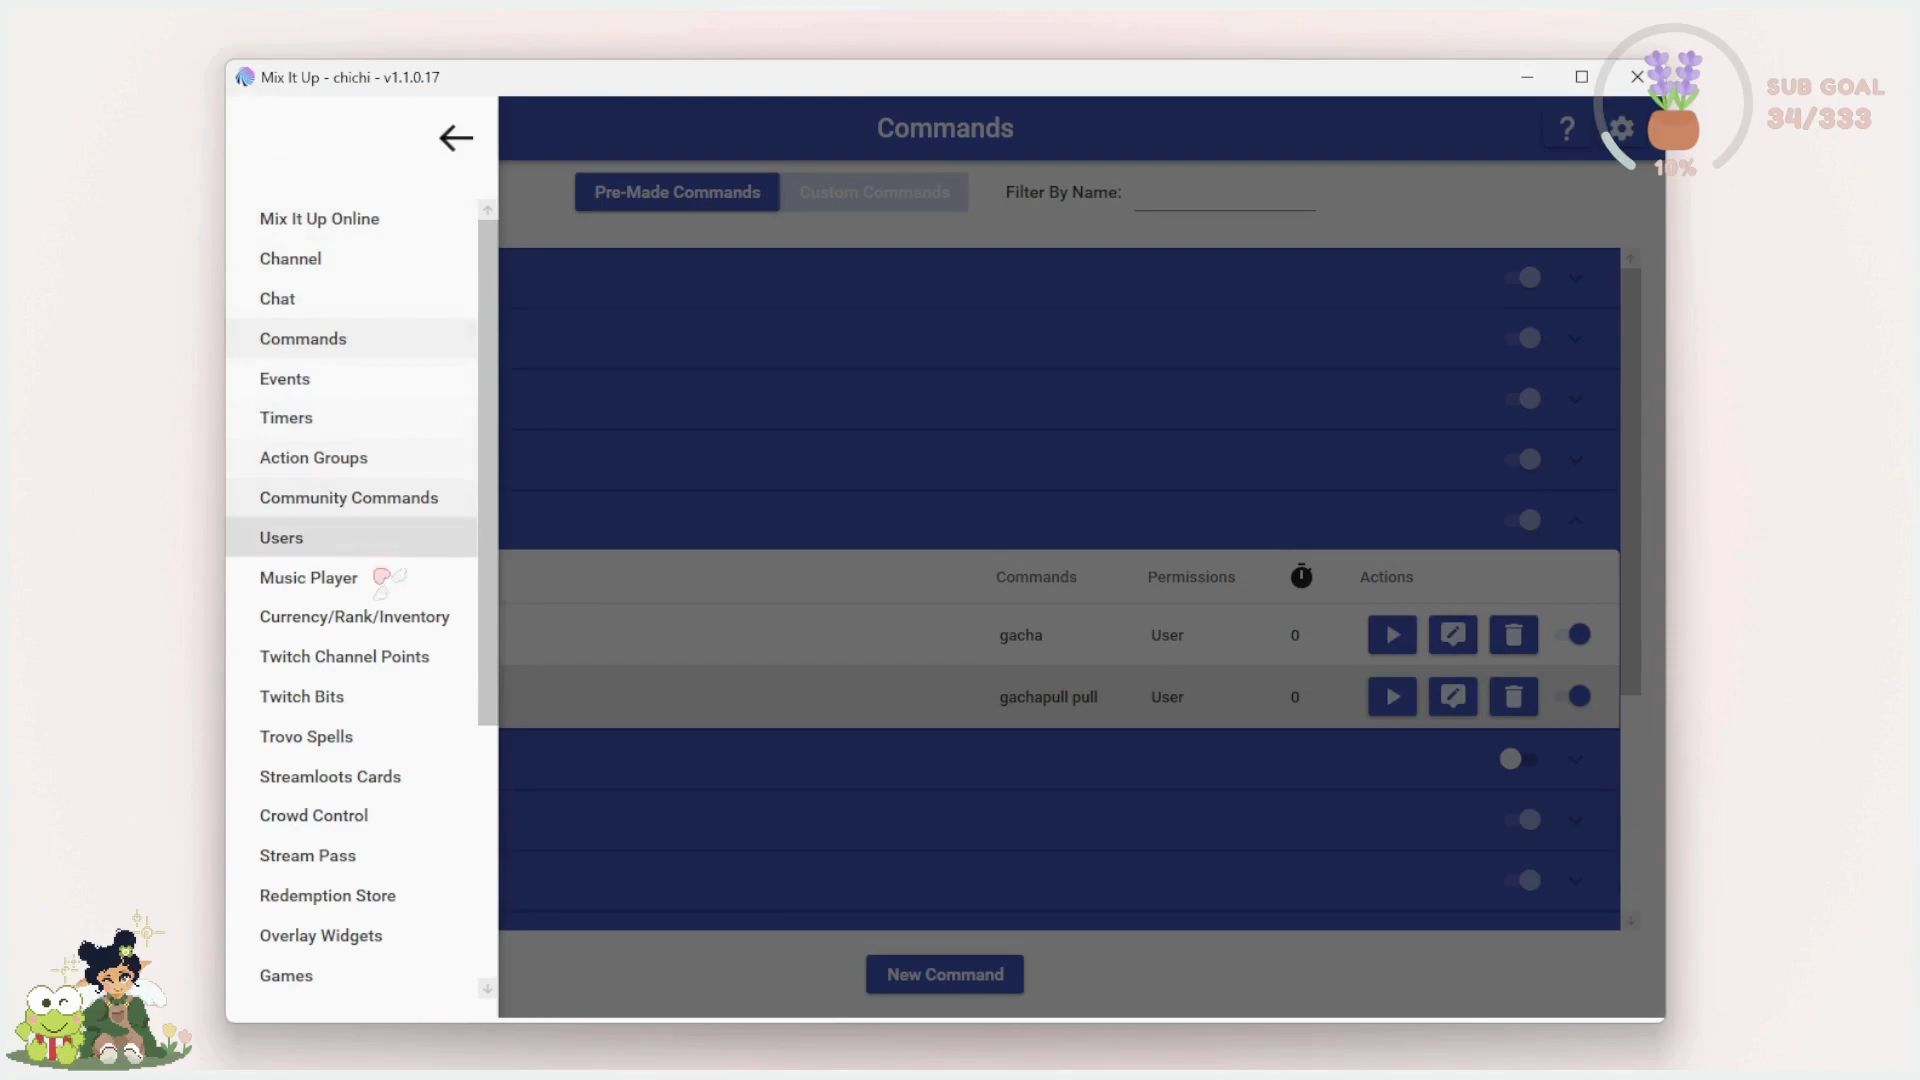 Mix It Up - chichi - v1.1.0.17
SUB GOAL
34/333
10%
Commands
?
Pre-Made Commands
Custom Commands
Filter By Name:
Mix It Up Online
Channel
Chat
Commands
Events
Timers
Action Groups
Community Commands
Users
Music Player
Currency/Rank/Inventory
Twitch Channel Points
Twitch Bits
Trovo Spells
Streamloots Cards
Crowd Control
Stream Pass
Redemption Store
Overlay Widgets
Games
Commands Permissions Actions
gacha User 0
gachapull pull User 0
New Command